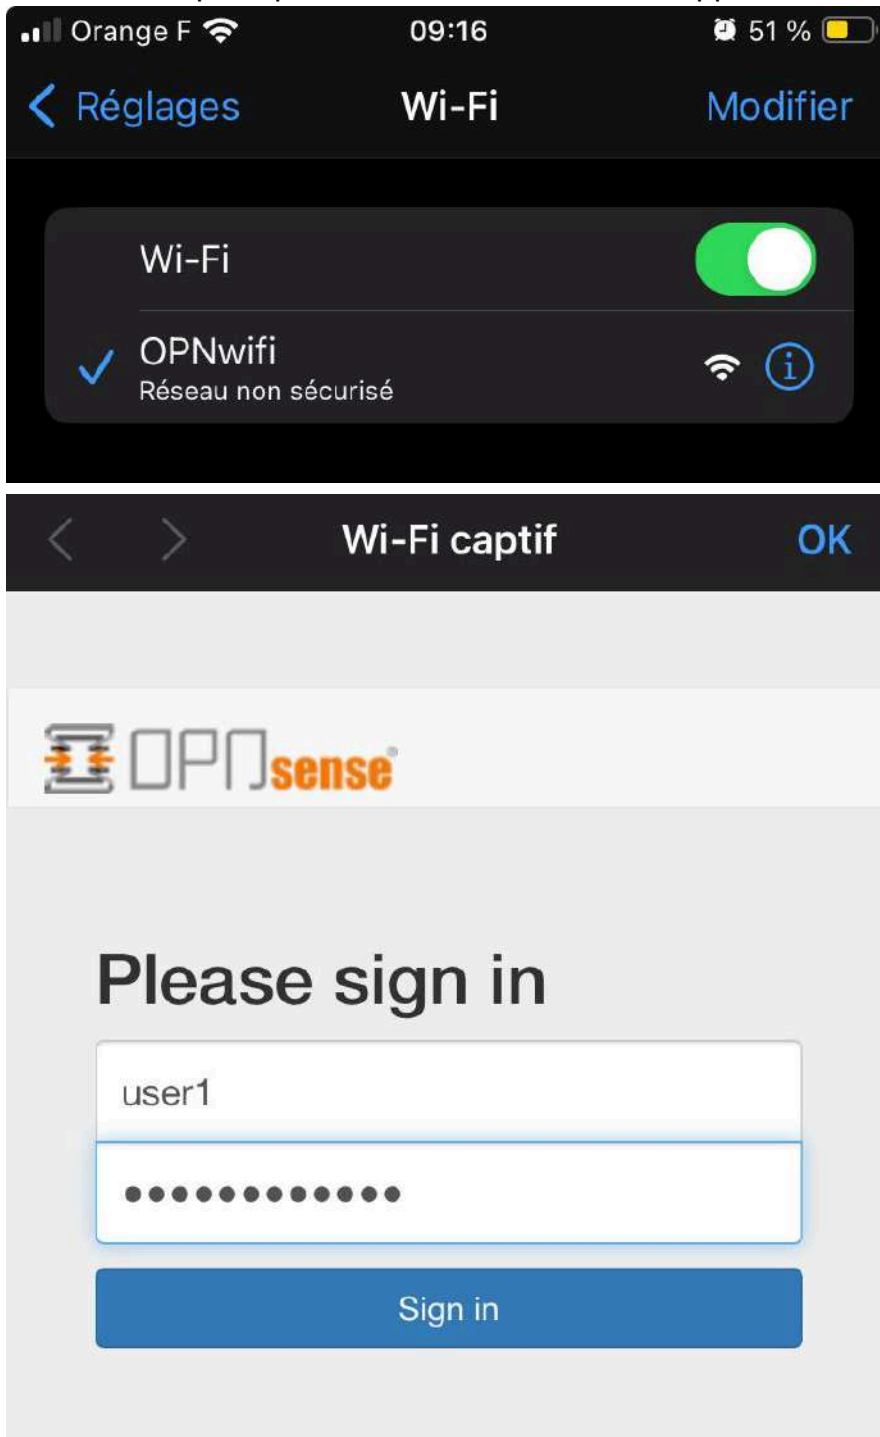 Orange F 09:16 51 %
Réglages Wi-Fi Modifier
Wi-Fi
OPNwifi
Réseau non sécurisé
Wi-Fi captif OK
OPNsense®
Please sign in
user1
••••••••••••
Sign in